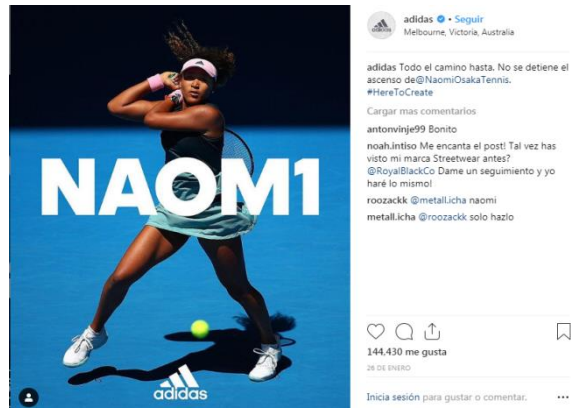 NAOM1
adidas
adidas • Seguir
Melbourne, Victoria, Australia
adidas Todo el camino hasta. No se detiene el
ascenso de@NaomiOsakaTennis.
#HereToCreate
Cargar mas comentarios
antonvinje99 Bonito
noah.intiso Me encanta el post! Tal vez has
visto mi marca Streetwear antes?
@RoyalBlackCo Dame un seguimiento y yo
haré lo mismo!
roozackk @metall.icha naomi
metall.icha @roozackk solo hazlo
144,430 me gusta
26 DE ENERO
Inicia sesión para gustar o comentar.